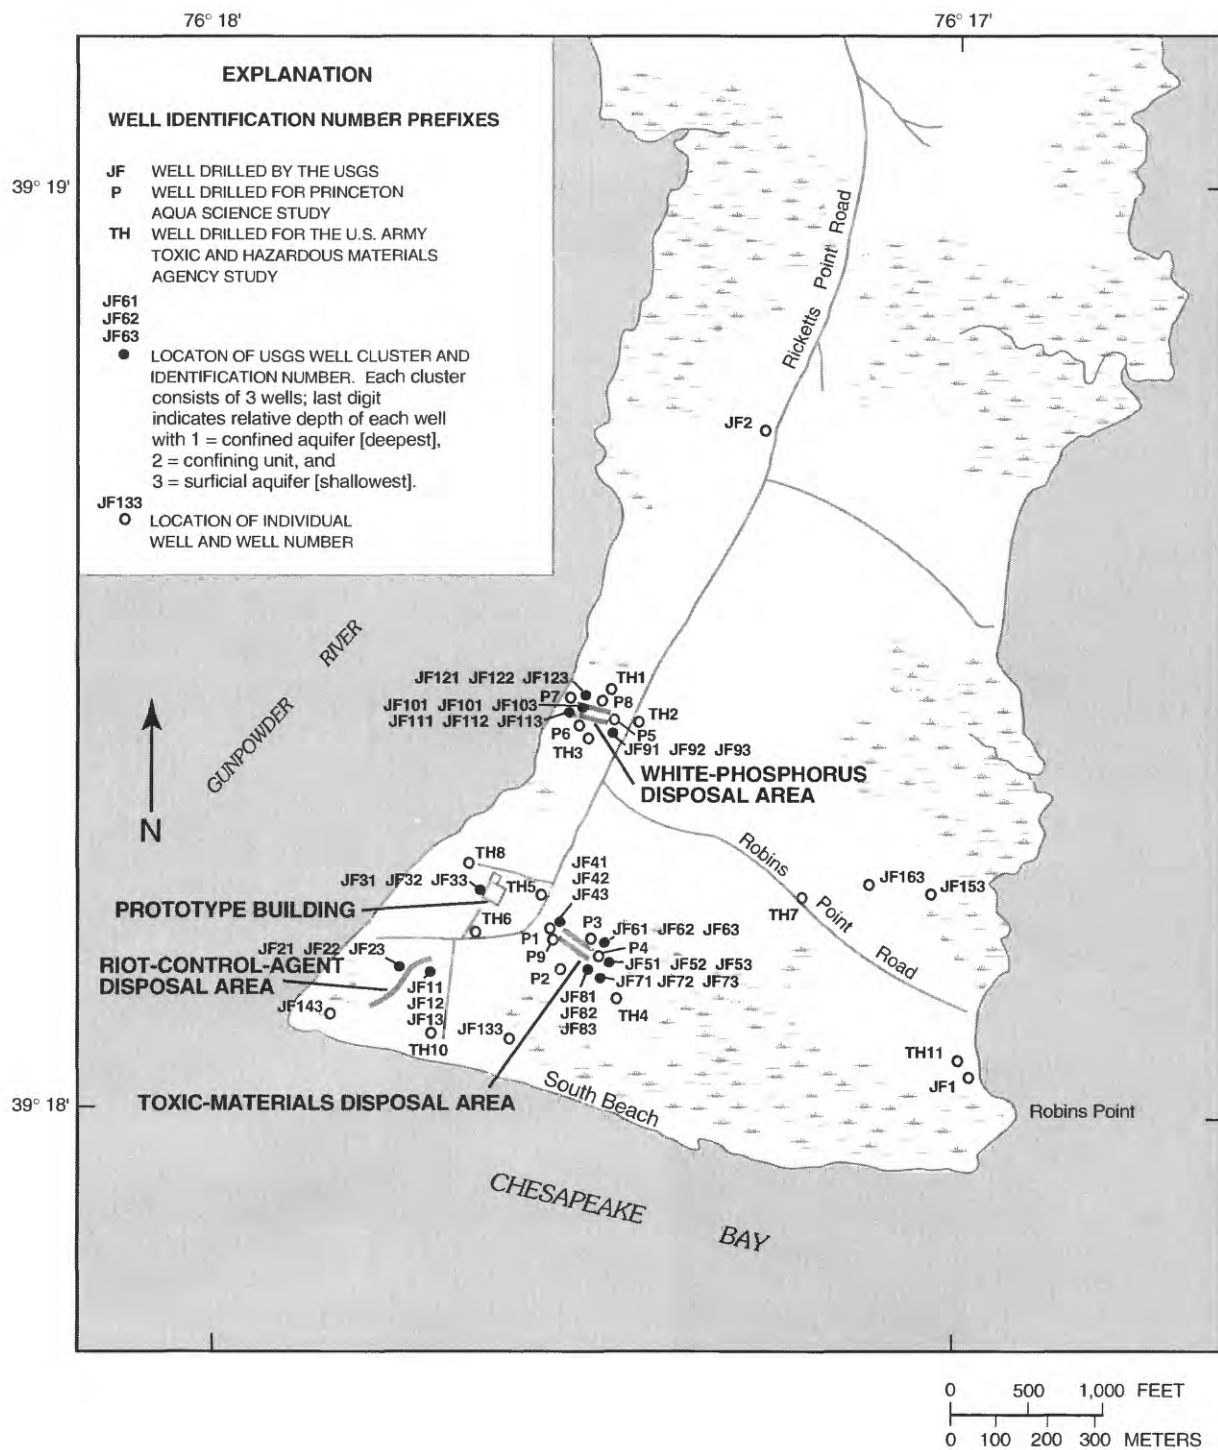 76° 18'
76° 17'
EXPLANATION
WELL IDENTIFICATION NUMBER PREFIXES
JF WELL DRILLED BY THE USGS
P WELL DRILLED FOR PRINCETON
AQUA SCIENCE STUDY
TH WELL DRILLED FOR THE U.S. ARMY
TOXIC AND HAZARDOUS MATERIALS
AGENCY STUDY
JF61
JF62
JF63
LOCATON OF USGS WELL CLUSTER AND
IDENTIFICATION NUMBER. Each cluster
consists of 3 wells; last digit
indicates relative depth of each well
with 1 = confined aquifer [deepest],
2 = confining unit, and
3 = surficial aquifer [shallowest].
JF133
LOCATION OF INDIVIDUAL
WELL AND WELL NUMBER
39° 19'
Ricketts Point Road
JF2
GUNPOWDER RIVER
N
JF121 JF122 JF123
TH1
P7
P8
JF101 JF101 JF103
JF111 JF112 JF113
TH2
P6
P5
TH3
JF91 JF92 JF93
WHITE-PHOSPHORUS
DISPOSAL AREA
Robins Point Road
TH8
JF41
JF42
JF43
JF31 JF32 JF33
TH5
JF163
JF153
PROTOTYPE BUILDING
TH7
TH6
P3
JF61 JF62 JF63
P1
P4
JF21 JF22 JF23
P9
JF51 JF52 JF53
RIOT-CONTROL-AGENT
DISPOSAL AREA
P2
JF71 JF72 JF73
JF11
JF12
JF13
JF81
JF82
JF83
TH4
JF143
JF133
TH10
TH11
JF1
South Beach
TOXIC-MATERIALS DISPOSAL AREA
39° 18'
Robins Point
CHESAPEAKE BAY
0 500 1,000 FEET
0 100 200 300 METERS